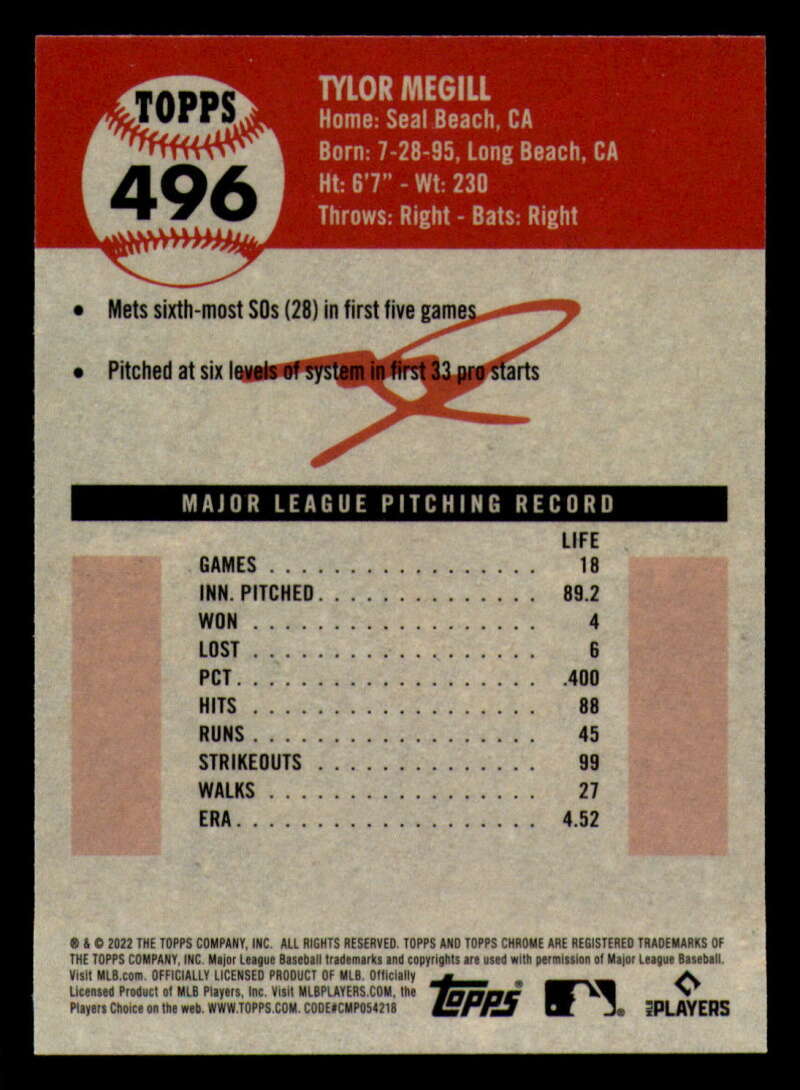 TOPPS
496
TYLOR MEGILL
Home: Seal Beach, CA
Born: 7-28-95, Long Beach, CA
Ht: 6'7" - Wt: 230
Throws: Right - Bats: Right
• Mets sixth-most SOs (28) in first five games
• Pitched at six levels of system in first 33 pro starts
MAJOR LEAGUE PITCHING RECORD
LIFE
GAMES . . . . . . . . . . . . . . . . . 18
INN. PITCHED. . . . . . . . . . . . . . 89.2
WON . . . . . . . . . . . . . . . . . . 4
LOST . . . . . . . . . . . . . . . . . . 6
PCT. . . . . . . . . . . . . . . . . . . .400
HITS . . . . . . . . . . . . . . . . . . 88
RUNS . . . . . . . . . . . . . . . . . . 45
STRIKEOUTS . . . . . . . . . . . . . . 99
WALKS . . . . . . . . . . . . . . . . . 27
ERA. . . . . . . . . . . . . . . . . . . 4.52
® & © 2022 THE TOPPS COMPANY, INC. ALL RIGHTS RESERVED. TOPPS AND TOPPS CHROME ARE REGISTERED TRADEMARKS OF
THE TOPPS COMPANY, INC. Major League Baseball trademarks and copyrights are used with permission of Major League Baseball.
Visit MLB.com. OFFICIALLY LICENSED PRODUCT OF MLB. Officially
Licensed Product of MLB Players, Inc. Visit MLBPLAYERS.COM, the
Players Choice on the web. WWW.TOPPS.COM. CODE#CMP054218
Topps®
MLB PLAYERS